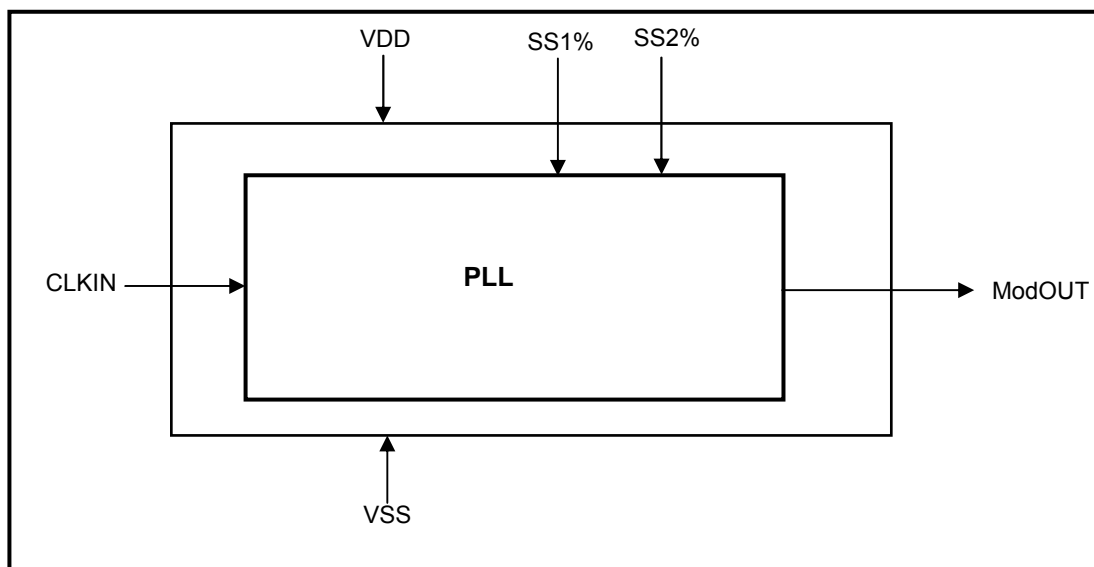 VDD
SS1%
SS2%
CLKIN
PLL
ModOUT
VSS